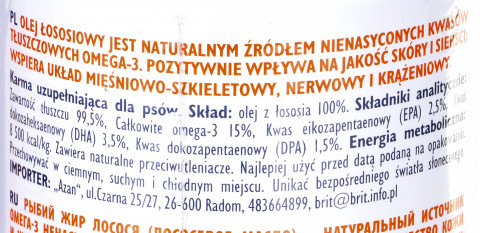 PL OLEJ ŁOSOSIOWY JEST NATURALNYM ŹRÓDŁEM NIENASYCONYCH KWASÓW
TŁUSZCZOWYCH OMEGA-3. POZYTYWNIE WPŁYWA NA JAKOŚĆ SKÓRY I SIERŚCI;
WSPIERA UKŁAD MIĘŚNIOWO-SZKIELETOWY, NERWOWY I KRĄŻENIOWY.
Karma uzupełniająca dla psów. Skład: olej z łososia 100%. Składniki analityczne:
Zawartość tłuszczu 99,5%, Całkowite omega-3 15%, Kwas eikozapentaenowy (EPA) 2,5%,
dokozaheksaenowy (DHA) 3,5%, Kwas dokozapentaenowy (DPA) 1,5%. Energia metaboliczna:
8 500 kcal/kg. Zawiera naturalne przeciwutleniacze. Najlepiej użyć przed datą podaną na
Przechowywać w ciemnym, suchym i chłodnym miejscu. Unikać bezpośredniego światła słonecznego.
IMPORTER: „Azan", ul.Czarna 25/27, 26-600 Radom, 483664899, brit@brit.info.pl
RU РЫБИЙ ЖИР ЛОСОСЯ (ЛОСОСЕВОЕ МАСЛО) - НАТУРАЛЬНЫЙ ИСТОЧНИК
ОМЕГА-3